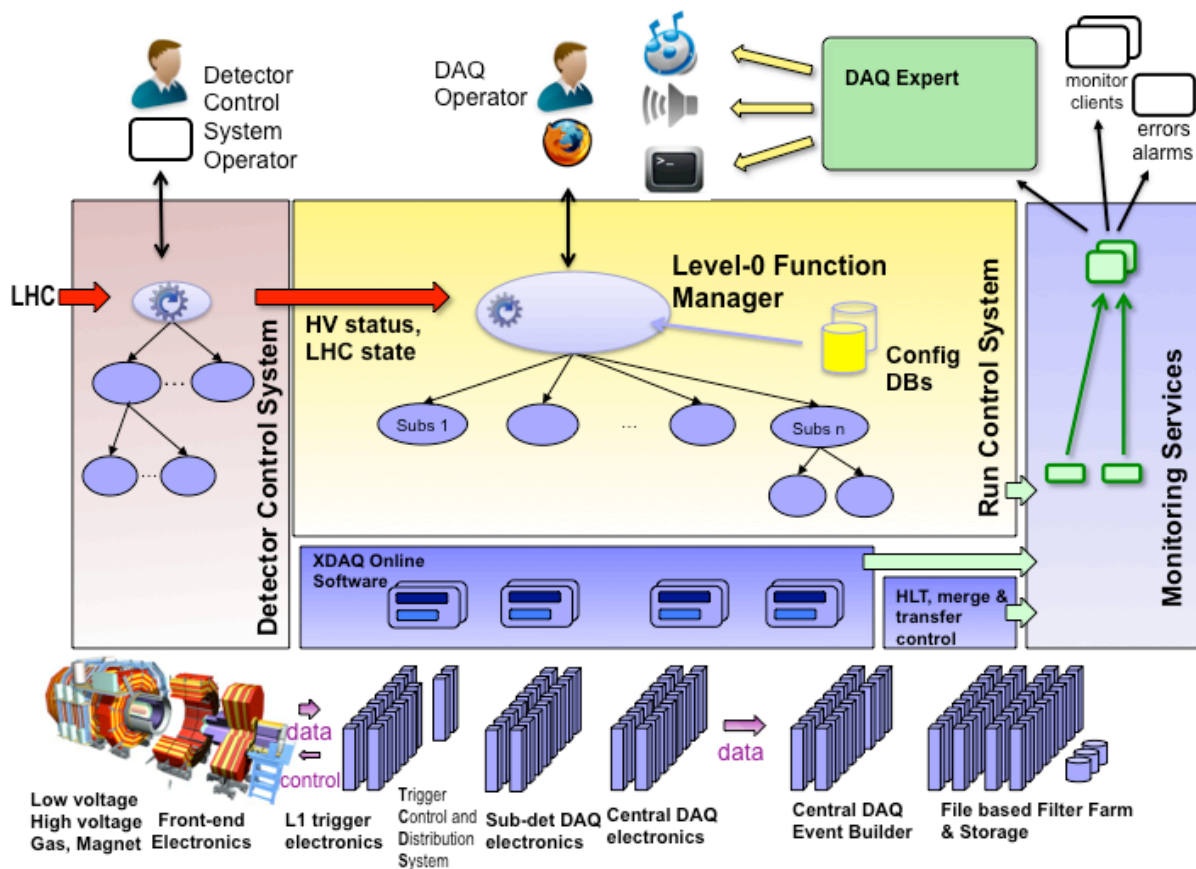 Detector
Control
System
Operator
DAQ
Operator
>_
DAQ Expert
monitor
clients
errors
alarms
LHC
HV status,
LHC state
Level-0 Function
Manager
Config
DBs
Subs 1
...
Subs n
...
...
Detector Control System
Run Control System
Monitoring Services
XDAQ Online
Software
HLT, merge &
transfer
control
data
control
data
Low voltage
High voltage
Gas, Magnet
Front-end
Electronics
L1 trigger
electronics
Trigger
Control and
Distribution
System
Sub-det DAQ
electronics
Central DAQ
electronics
Central DAQ
Event Builder
File based Filter Farm
& Storage